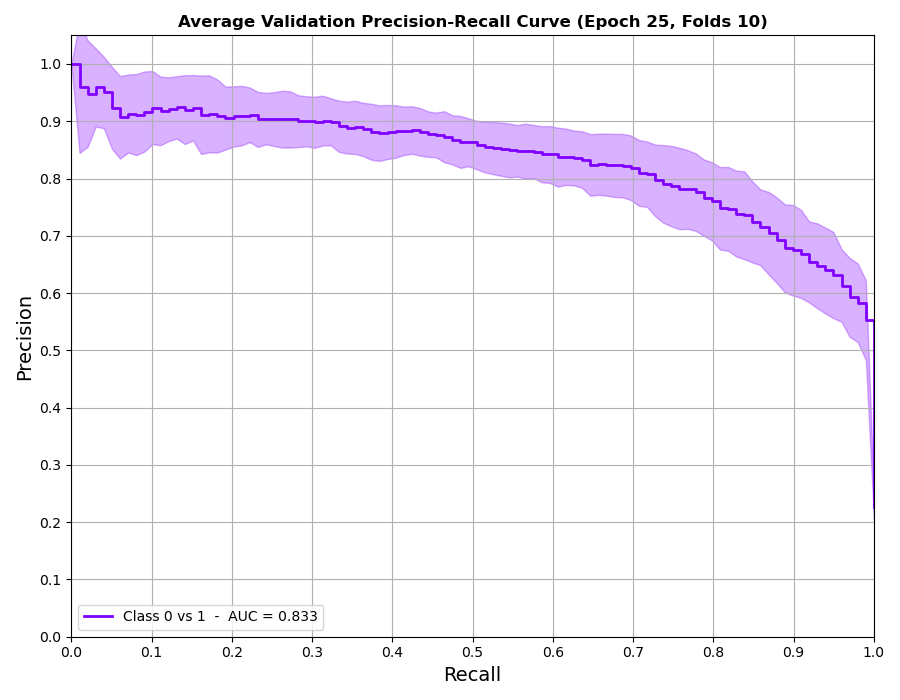 Average Validation Precision-Recall Curve (Epoch 25, Folds 10)
1.0
0.9
0.8
0.7
0.6
0.5
0.4
0.3
0.2
0.1
0.0
Precision
Class 0 vs 1 - AUC = 0.833
0.0 0.1 0.2 0.3 0.4 0.5 0.6 0.7 0.8 0.9 1.0
Recall